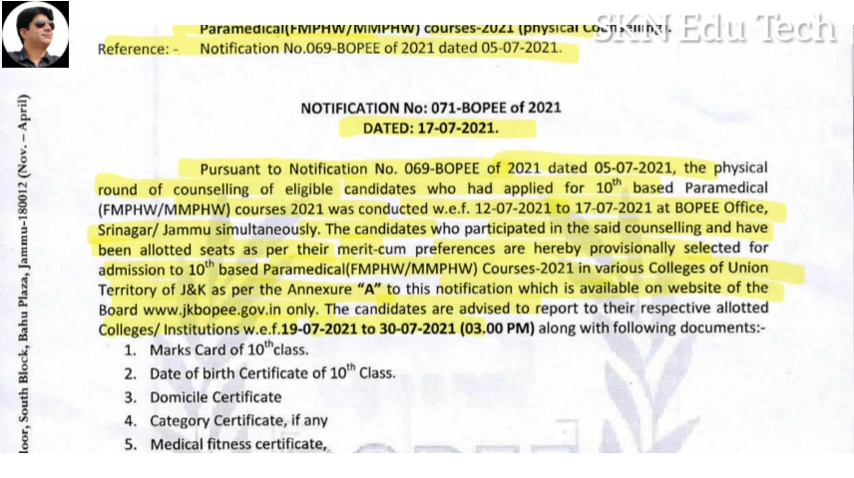 Paramedical(FMPHW/MMPHW) courses-2021 (physical Counselling).
SKN Edu Tech
Reference: - Notification No.069-BOPEE of 2021 dated 05-07-2021.
NOTIFICATION No: 071-BOPEE of 2021
DATED: 17-07-2021.
Pursuant to Notification No. 069-BOPEE of 2021 dated 05-07-2021, the physical
round of counselling of eligible candidates who had applied for 10th based Paramedical
(FMPHW/MMPHW) courses 2021 was conducted w.e.f. 12-07-2021 to 17-07-2021 at BOPEE Office,
Srinagar/ Jammu simultaneously. The candidates who participated in the said counselling and have
been allotted seats as per their merit-cum preferences are hereby provisionally selected for
admission to 10th based Paramedical(FMPHW/MMPHW) Courses-2021 in various Colleges of Union
Territory of J&K as per the Annexure “A” to this notification which is available on website of the
Board www.jkbopee.gov.in only. The candidates are advised to report to their respective allotted
Colleges/ Institutions w.e.f.19-07-2021 to 30-07-2021 (03.00 PM) along with following documents:-
1. Marks Card of 10thclass.
2. Date of birth Certificate of 10th Class.
3. Domicile Certificate
4. Category Certificate, if any
5. Medical fitness certificate,
loor, South Block, Bahu Plaza, Jammu-180012 (Nov. – April)